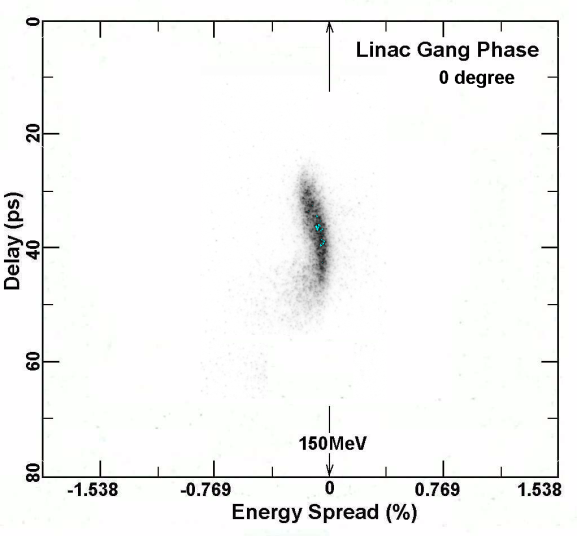 Linac Gang Phase
0 degree
0
20
40
60
80
Delay (ps)
150MeV
-1.538 -0.769 0 0.769 1.538
Energy Spread (%)